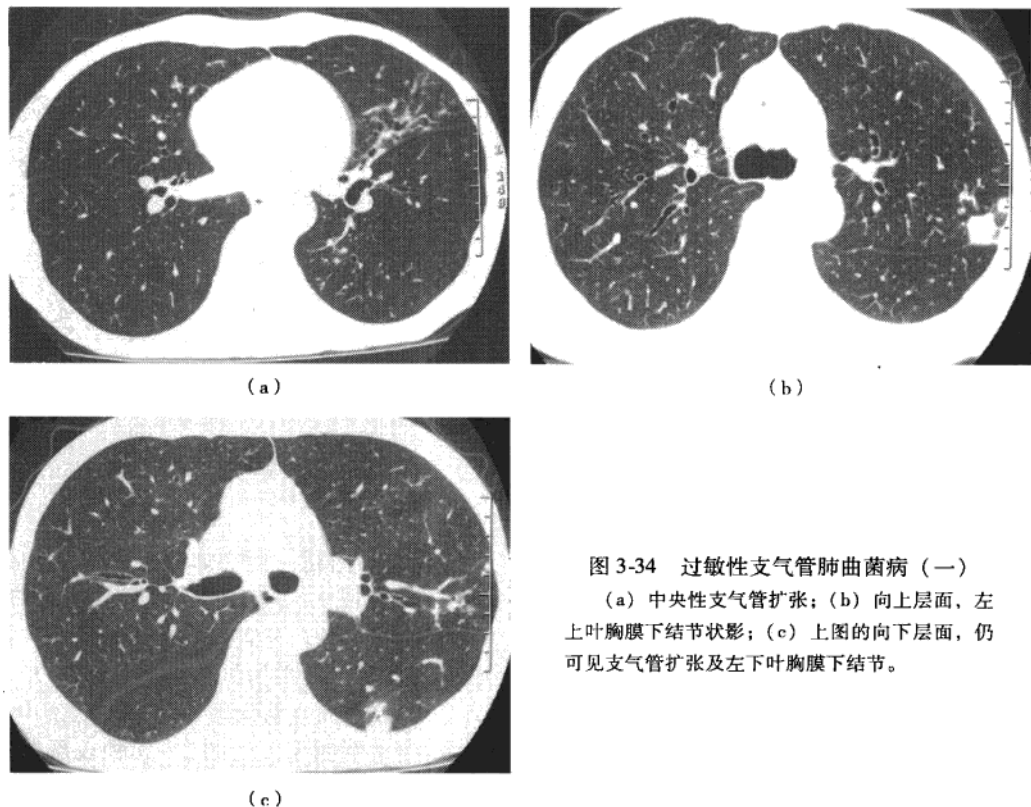 (a)
(b)
图 3-34 过敏性支气管肺曲菌病（一）
(a) 中央性支气管扩张；(b) 向上层面，左
上叶胸膜下结节状影；(c) 上图的向下层面，仍
可见支气管扩张及左下叶胸膜下结节。
(c)